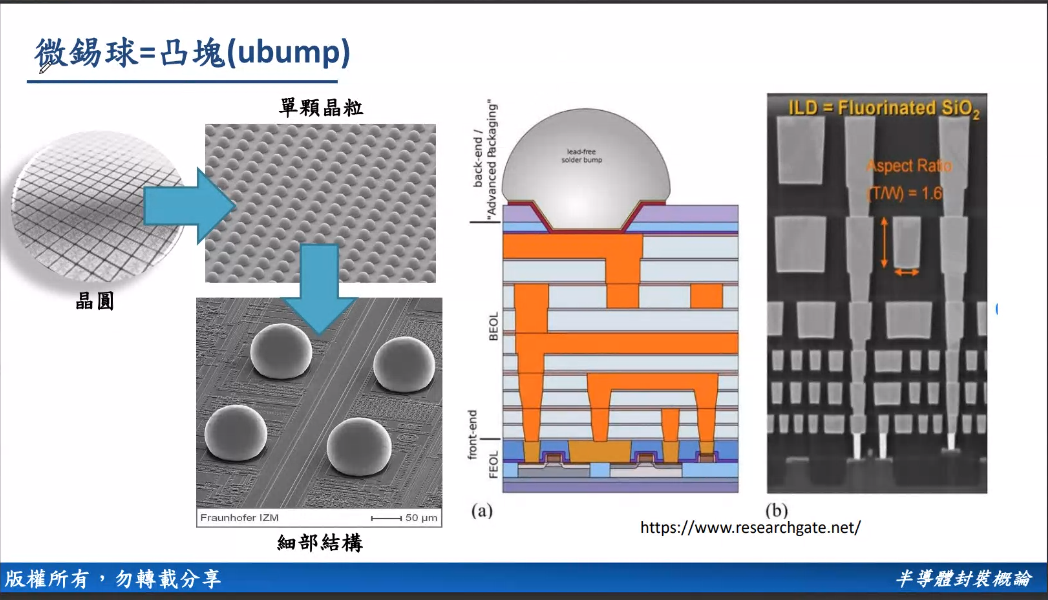 微錫球=凸塊(ubump)
單顆晶粒
晶圓
Fraunhofer IZM
50 µm
細部結構
back-end /
"Advanced Packaging"
BEOL
front-end
FEOL
lead-free
solder bump
(a)
ILD = Fluorinated SiO2
Aspect Ratio
(T/W) = 1.6
(b)
https://www.researchgate.net/
版權所有，勿轉載分享
半導體封裝概論